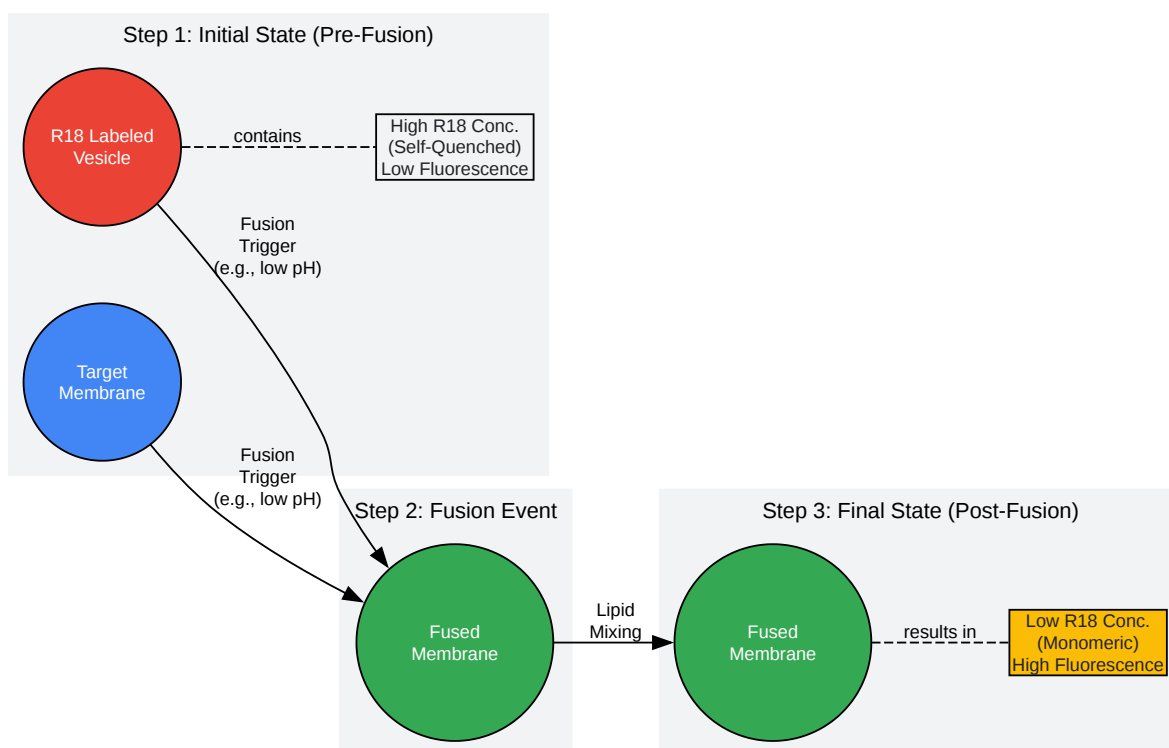 Step 1: Initial State (Pre-Fusion)
R18 Labeled
Vesicle
contains
High R18 Conc.
(Self-Quenched)
Low Fluorescence
Fusion
Trigger
(e.g., low pH)
Target
Membrane
Fusion
Trigger
(e.g., low pH)
Step 2: Fusion Event
Fused
Membrane
Lipid
Mixing
Step 3: Final State (Post-Fusion)
Fused
Membrane
results in
Low R18 Conc.
(Monomeric)
High Fluorescence